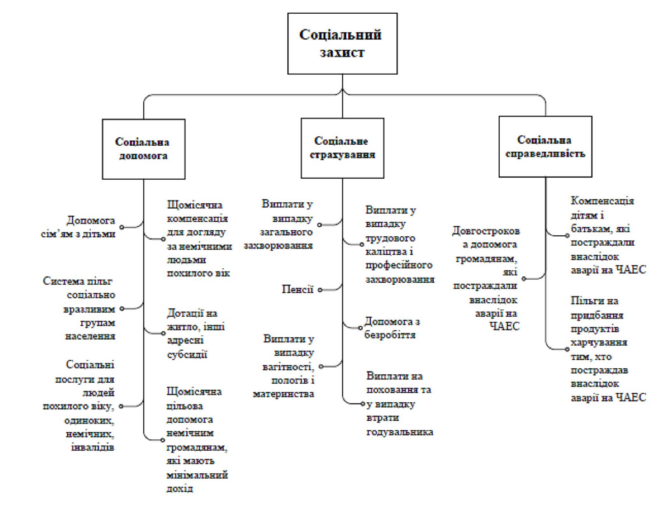 Соціальний
захист
Соціальна
допомога
Соціальне
страхування
Соціальна
справедливість
Допомога
сім'ям з дітьми
Система пільг
соціально
вразливим
групам
населення
Соціальні
послуги для
людей
похилого віку,
одиноких,
немічних,
інвалідів
Щомісячна
компенсація
для догляду
за немічними
людьми
похилого вік
Дотації на
житло, інші
адресні
субсидії
Щомісячна
цільова
допомога
немічним
громадянам,
які мають
мінімальний
дохід
Виплати у
випадку
загального
захворювання
Пенсії
Виплати у
випадку
вагітності,
пологів і
материнства
Виплати у
випадку
трудового
каліцтва і
професійного
захворювання
Допомога з
безробіття
Виплати на
поховання та
у випадку
втрати
годувальника
Довгостроков
а допомога
громадянам,
які
постраждали
внаслідок
аварії на
ЧАЕС
Компенсація
дітям і
батькам, які
постраждали
внаслідок
аварії на ЧАЕС
Пільги на
придбання
продуктів
харчування
тим, хто
постраждав
внаслідок
аварії на ЧАЕС